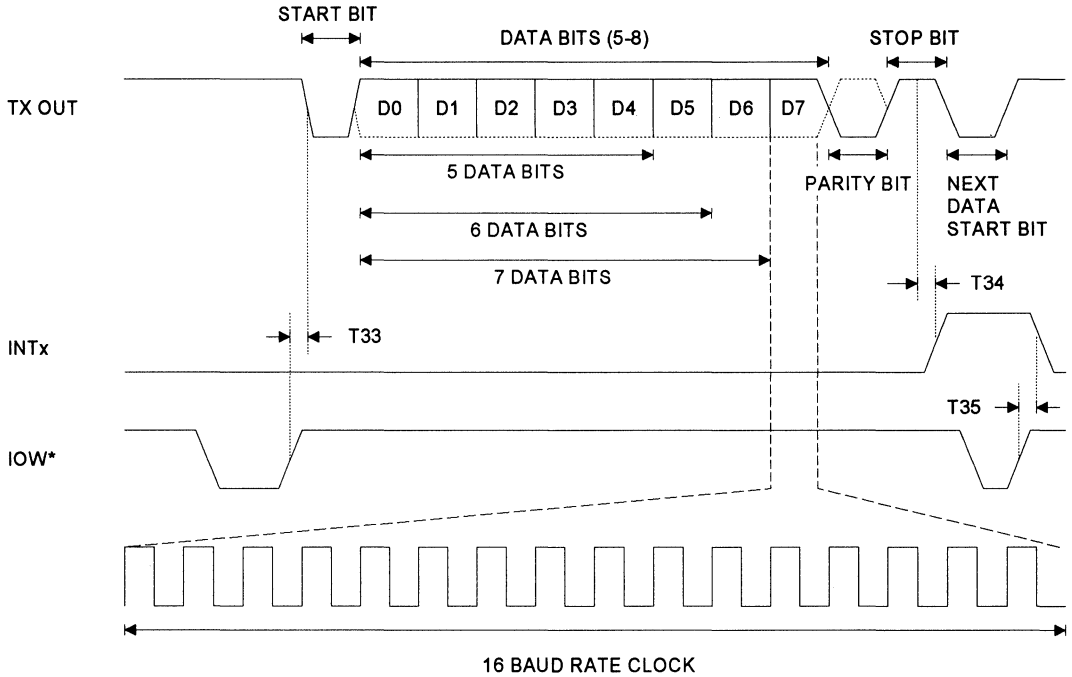 START BIT
DATA BITS (5-8)
STOP BIT
TX OUT
D0 D1 D2 D3 D4 D5 D6 D7
5 DATA BITS
PARITY BIT
NEXT
DATA
START BIT
6 DATA BITS
7 DATA BITS
T34
T33
INTx
T35
IOW*
16 BAUD RATE CLOCK